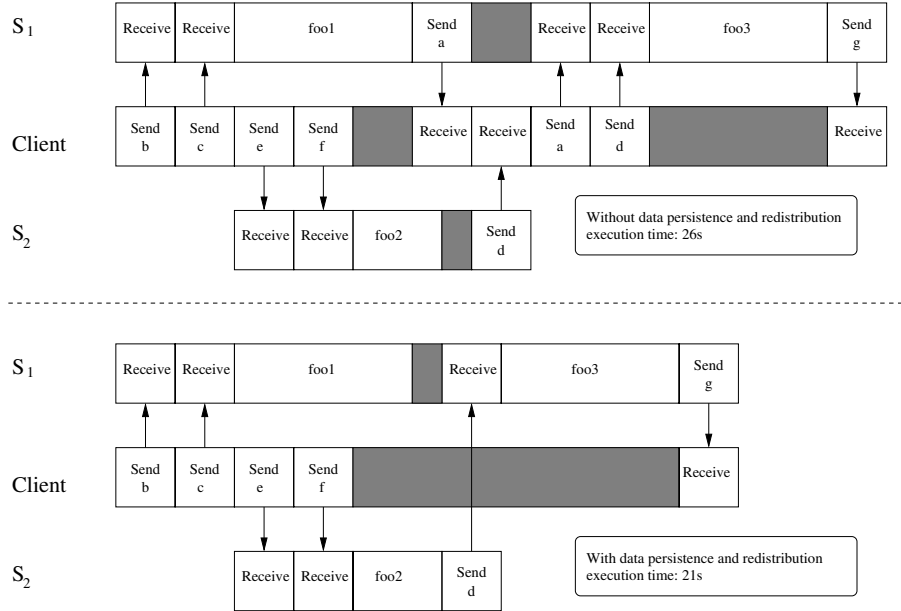 S1
Receive
Receive
foo1
Send
a
Receive
Receive
foo3
Send
g
Client
Send
b
Send
c
Send
e
Send
f
Receive
Receive
Send
a
Send
d
Receive
S2
Receive
Receive
foo2
Send
d
Without data persistence and redistribution
execution time: 26s
S1
Receive
Receive
foo1
Receive
foo3
Send
g
Client
Send
b
Send
c
Send
e
Send
f
Receive
S2
Receive
Receive
foo2
Send
d
With data persistence and redistribution
execution time: 21s